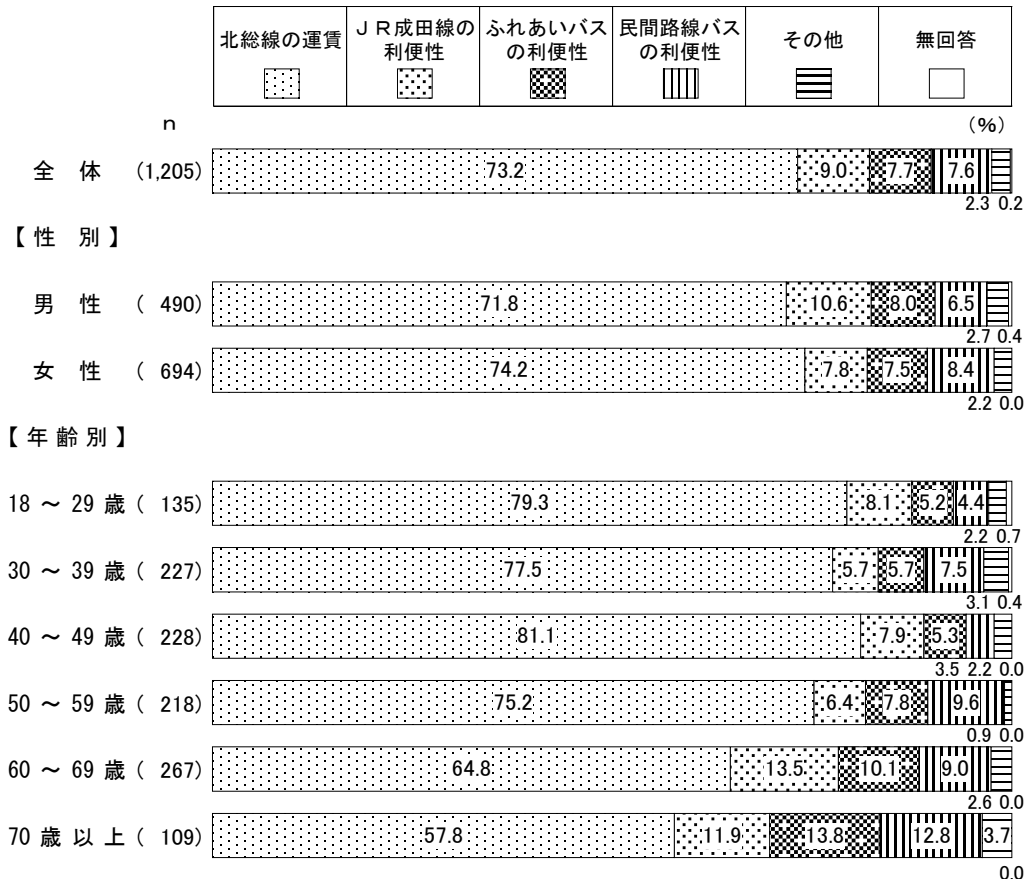 北総線の運賃 ＪＲ成田線の利便性 ふれあいバスの利便性 民間路線バスの利便性 その他 無回答
ｎ (％)
全 体 (1,205) 73.2 9.0 7.7 7.6
2.3 0.2
【 性 別 】
男 性 ( 490) 71.8 10.6 8.0 6.5
2.7 0.4
女 性 ( 694) 74.2 7.8 7.5 8.4
2.2 0.0
【 年 齢 別 】
18 ～ 29 歳 ( 135) 79.3 8.1 5.2 4.4
2.2 0.7
30 ～ 39 歳 ( 227) 77.5 5.7 5.7 7.5
3.1 0.4
40 ～ 49 歳 ( 228) 81.1 7.9 5.3
3.5 2.2 0.0
50 ～ 59 歳 ( 218) 75.2 6.4 7.8 9.6
0.9 0.0
60 ～ 69 歳 ( 267) 64.8 13.5 10.1 9.0
2.6 0.0
70 歳 以 上 ( 109) 57.8 11.9 13.8 12.8 3.7
0.0